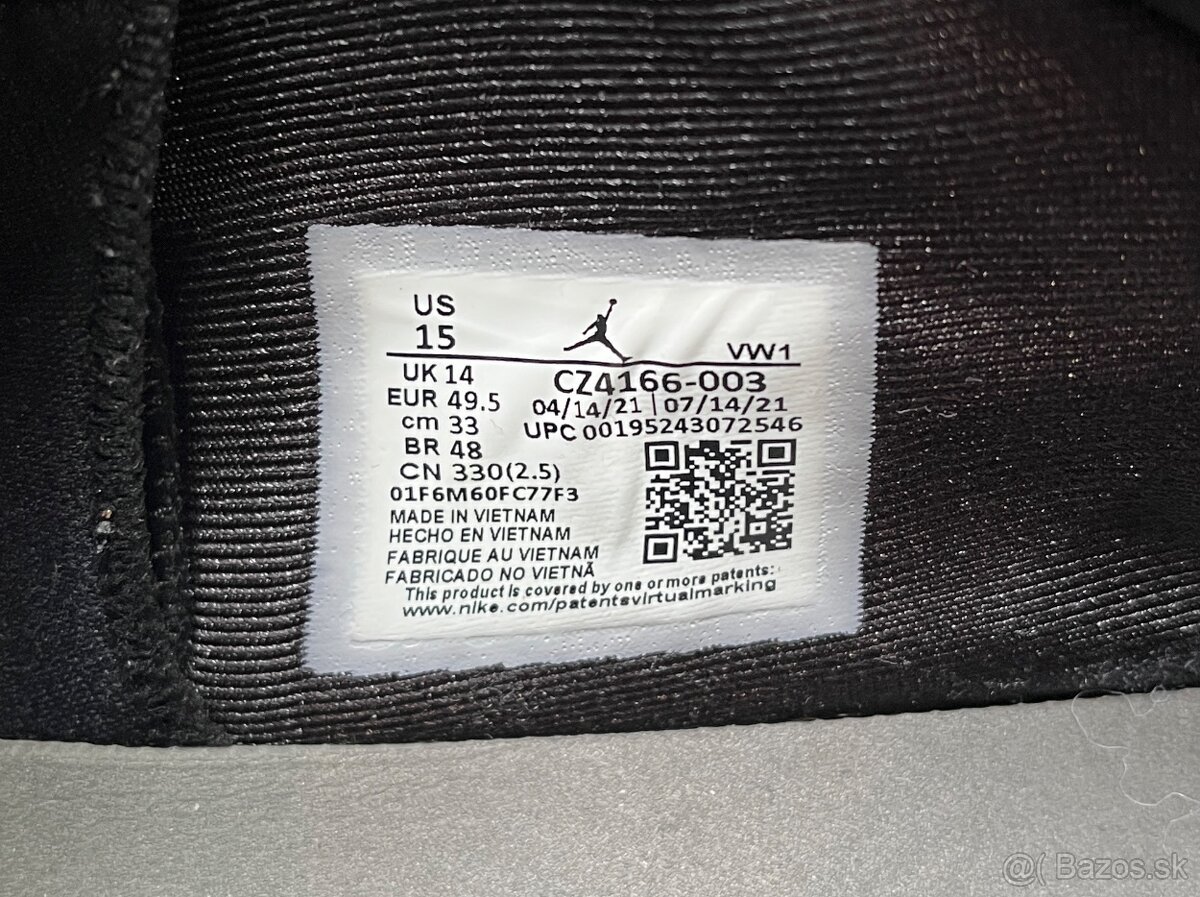 US
15
VW1
UK 14
CZ4166-003
EUR 49.5
04/14/21 | 07/14/21
cm 33
UPC 00195243072546
BR 48
CN 330(2.5)
01F6M60FC77F3
MADE IN VIETNAM
HECHO EN VIETNAM
FABRIQUE AU VIETNAM
FABRICADO NO VIETNÃ
This product is covered by one or more patents:
www.nike.com/patentsvirtualmarking
@( Bazos.sk